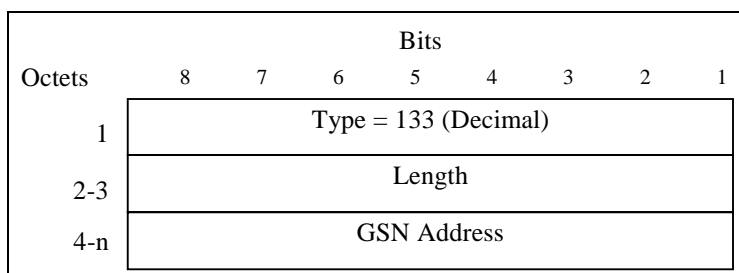 Bits
Octets 8 7 6 5 4 3 2 1
1 Type = 133 (Decimal)
2-3 Length
4-n GSN Address